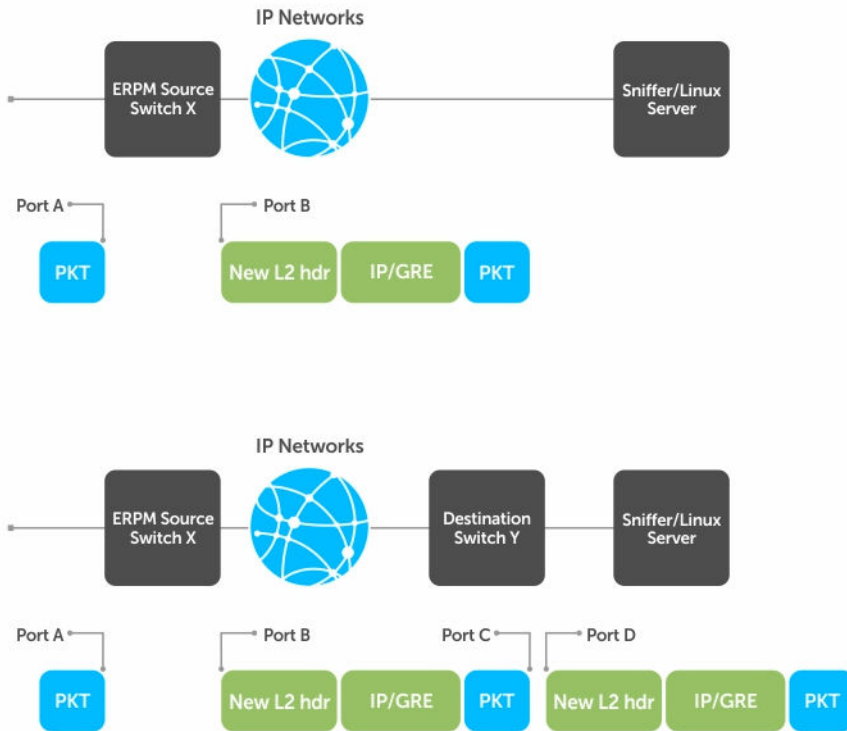 IP Networks
ERPM Source
Switch X
Sniffer/Linux
Server
Port A
Port B
PKT
New L2 hdr
IP/GRE
PKT
IP Networks
ERPM Source
Switch X
Destination
Switch Y
Sniffer/Linux
Server
Port A
Port B
Port C
Port D
PKT
New L2 hdr
IP/GRE
PKT
New L2 hdr
IP/GRE
PKT